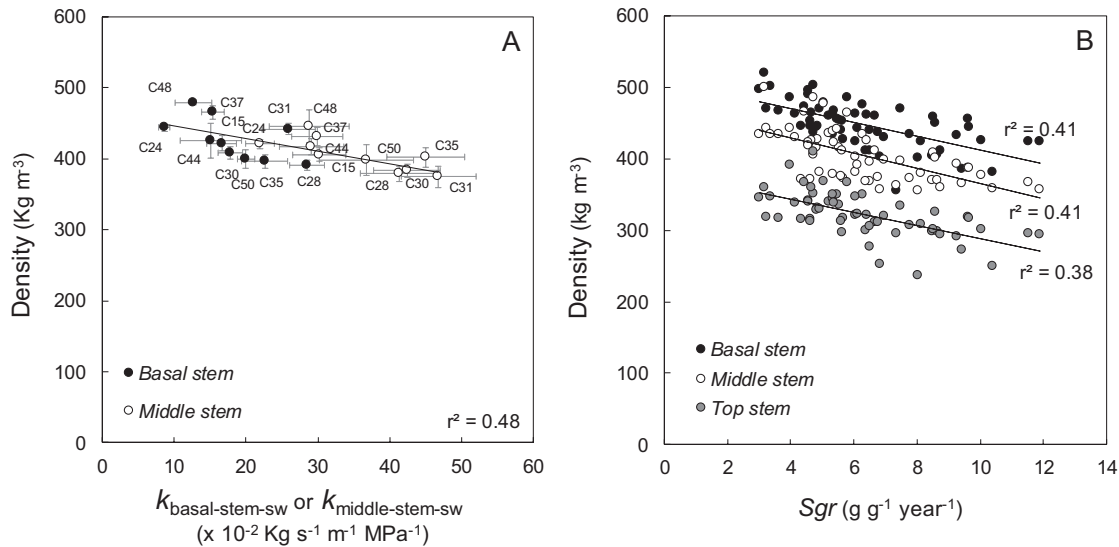 A
600
500
400
300
200
100
0
Density (Kg m⁻³)
C48
C37
C15
C24
C24
C44
C30
C50
C35
C31
C28
C48
C37
C44
C15
C50
C28
C30
C35
C31
Basal stem
Middle stem
r² = 0.48
0 10 20 30 40 50 60
k basal-stem-sw or k middle-stem-sw
(x 10⁻² Kg s⁻¹ m⁻¹ MPa⁻¹)
B
600
500
400
300
200
100
0
Density (kg m⁻³)
r² = 0.41
r² = 0.41
r² = 0.38
Basal stem
Middle stem
Top stem
0 2 4 6 8 10 12 14
Sgr (g g⁻¹ year⁻¹)